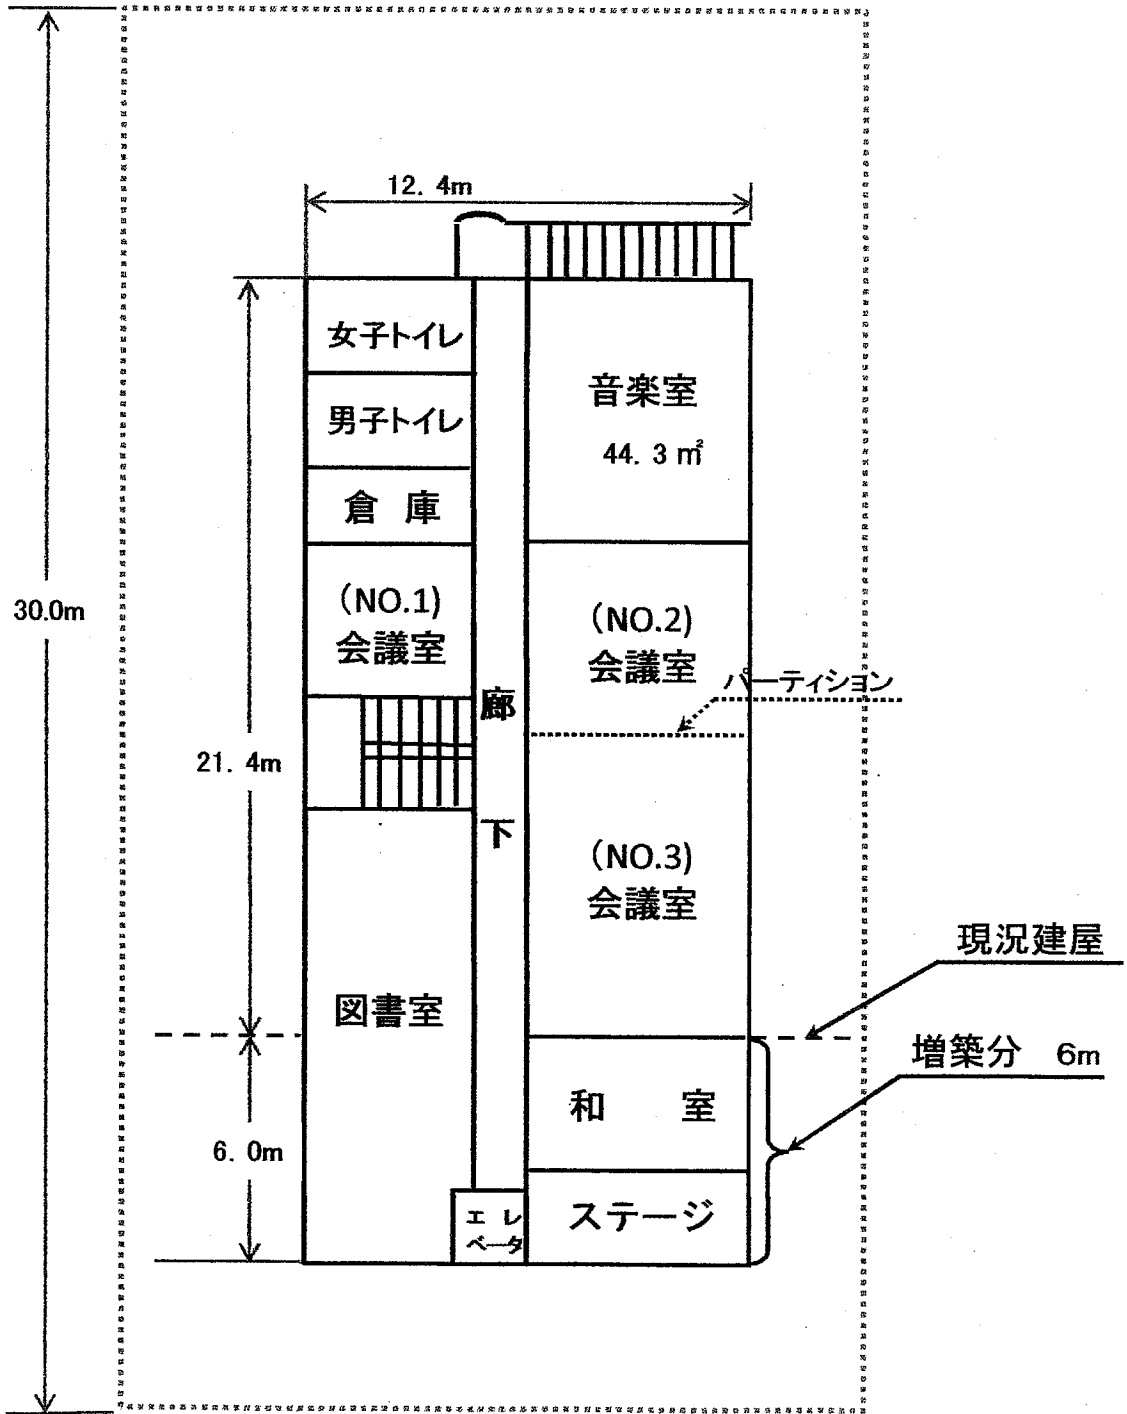 12. 4m
女子トイレ
男子トイレ
倉 庫
(NO.1)
会議室
図書室
廊
下
エ レ
ベータ
音楽室
44. 3 ㎡
(NO.2)
会議室
パーティション
(NO.3)
会議室
和 室
ステージ
30.0m
21. 4m
6. 0m
現況建屋
増築分 6m